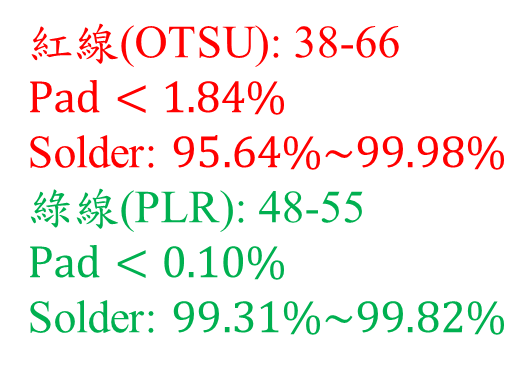 紅線(OTSU): 38-66
Pad < 1.84%
Solder: 95.64%~99.98%
綠線(PLR): 48-55
Pad < 0.10%
Solder: 99.31%~99.82%